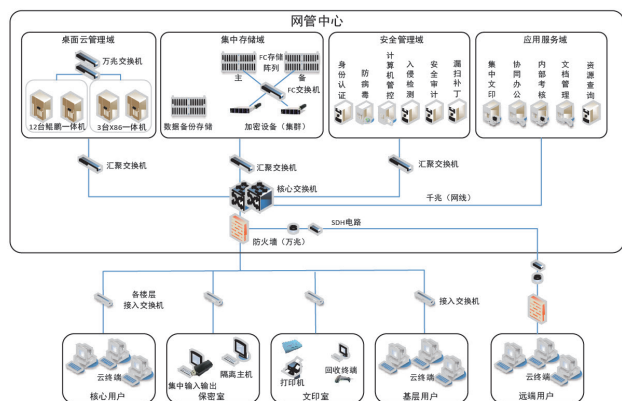 网管中心
桌面云管理域
集中存储域
安全管理域
应用服务域
万兆交换机
12台鲲鹏一体机
3台X86一体机
FC存储
阵列
主
备
FC交换机
数据备份存储
加密设备（集群）
身份认证
防病毒
计算机管控
入侵检测
安全审计
漏扫补丁
集中文印
协同办公
内部考核
文档管理
资源查询
汇聚交换机
汇聚交换机
汇聚交换机
核心交换机
千兆（网线）
SDH电路
防火墙（万兆）
各楼层
接入交换机
接入交换机
云终端
核心用户
集中输入输出
隔离主机
保密室
打印机
回收终端
文印室
云终端
基层用户
云终端
远端用户